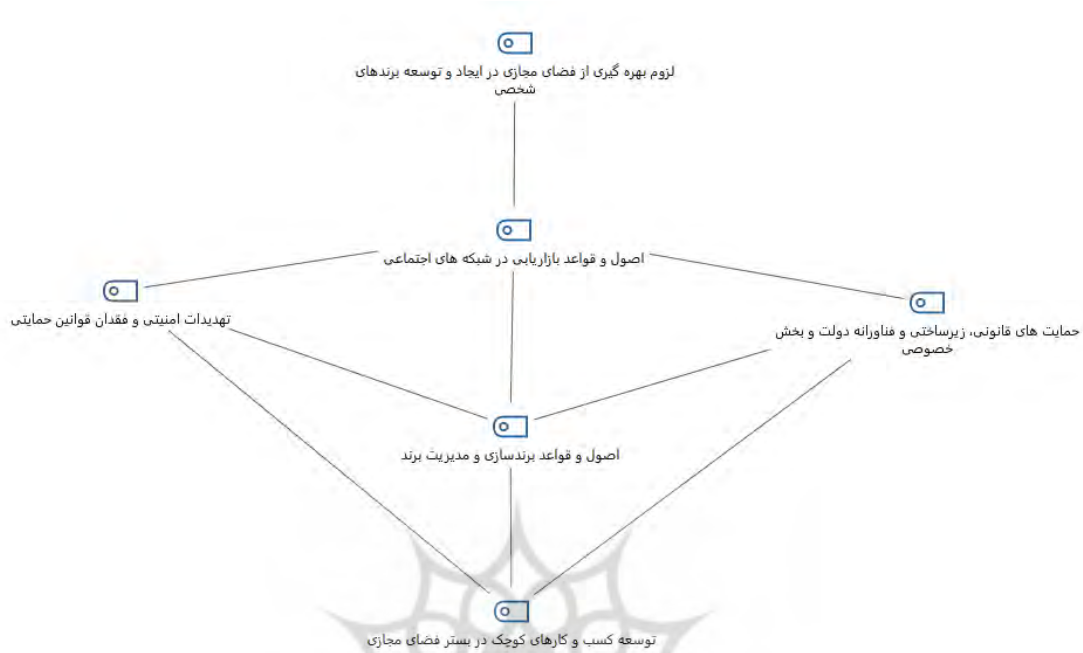 لزوم بهره گیری از فضای مجازی در ایجاد و توسعه برندهای
شخصی
اصول و قواعد بازاریابی در شبکه های اجتماعی
تهدیدات امنیتی و فقدان قوانین حمایتی
حمایت های قانونی، زیرساختی و فناورانه دولت و بخش
خصوصی
اصول و قواعد برندسازی و مدیریت برند
توسعه کسب و کارهای کوچک در بستر فضای مجازی